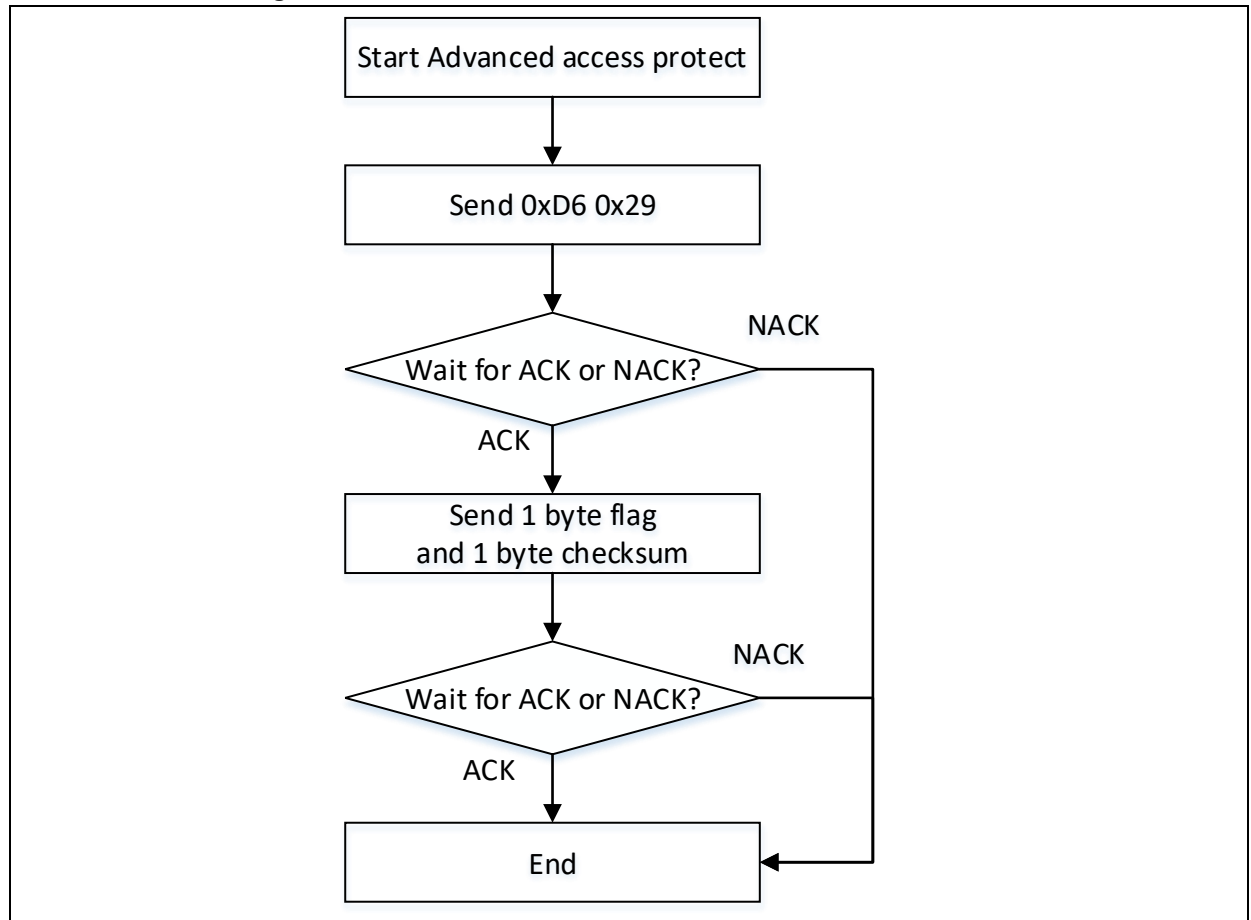 Start Advanced access protect
Send 0xD6 0x29
NACK
Wait for ACK or NACK?
ACK
Send 1 byte flag
and 1 byte checksum
NACK
Wait for ACK or NACK?
ACK
End